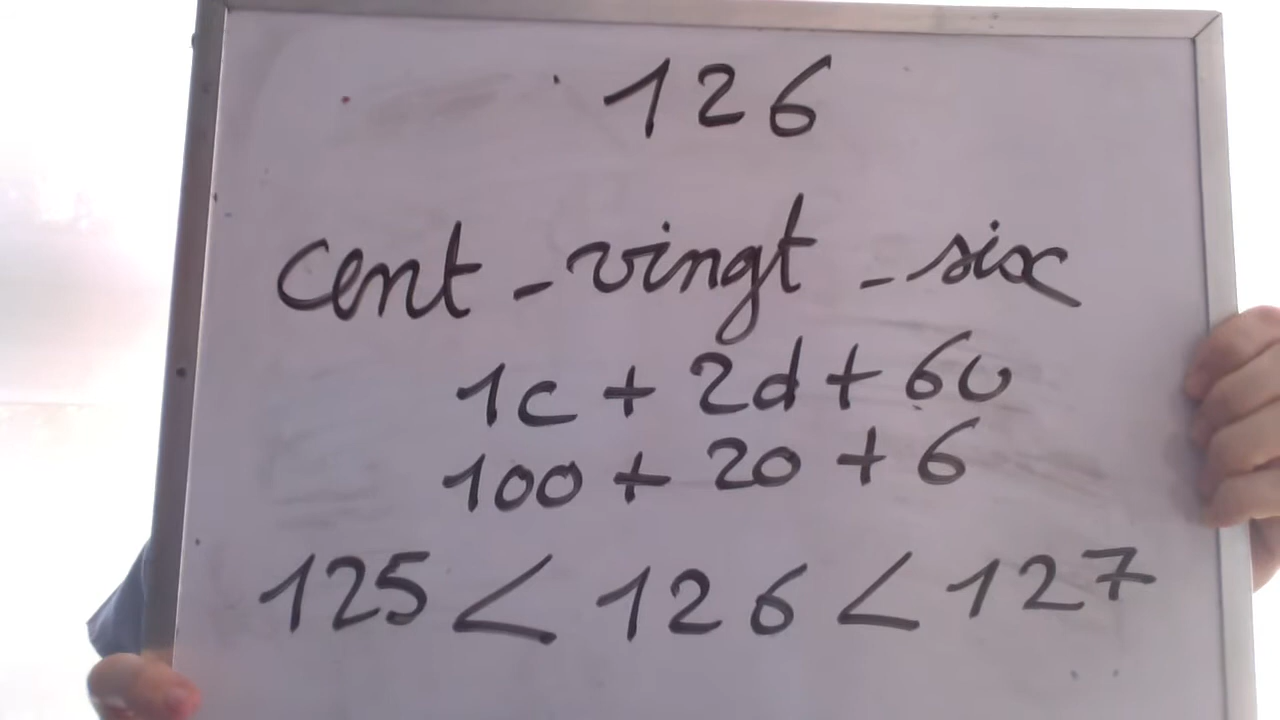 126
cent-vingt-six
1c + 2d + 6u
100 + 20 + 6
125 < 126 < 127